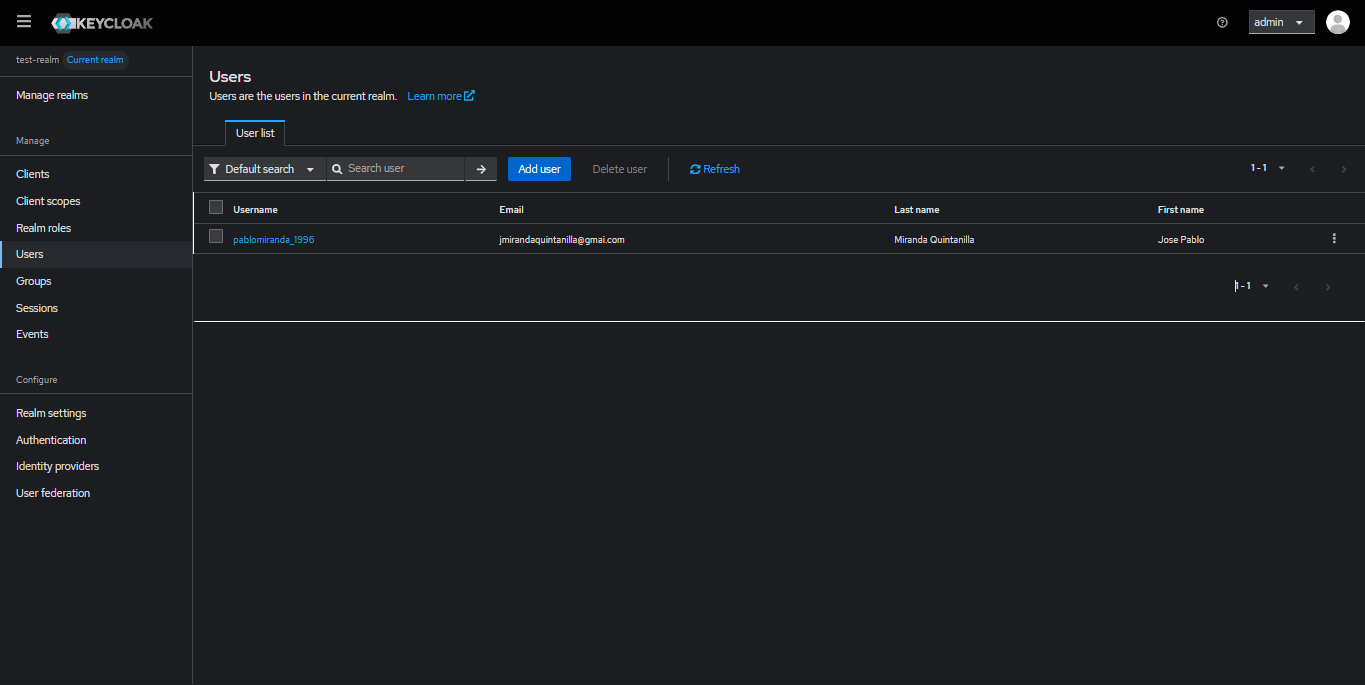 KEYCLOAK
admin
test-realm Current realm
Manage realms
Manage
Clients
Client scopes
Realm roles
Users
Groups
Sessions
Events
Configure
Realm settings
Authentication
Identity providers
User federation
Users
Users are the users in the current realm. Learn more
User list
Default search Search user Add user Delete user Refresh 1 - 1
Username Email Last name First name
pablomiranda_1996 jmirandaquintanilla@gmai.com Miranda Quintanilla Jose Pablo
1 - 1